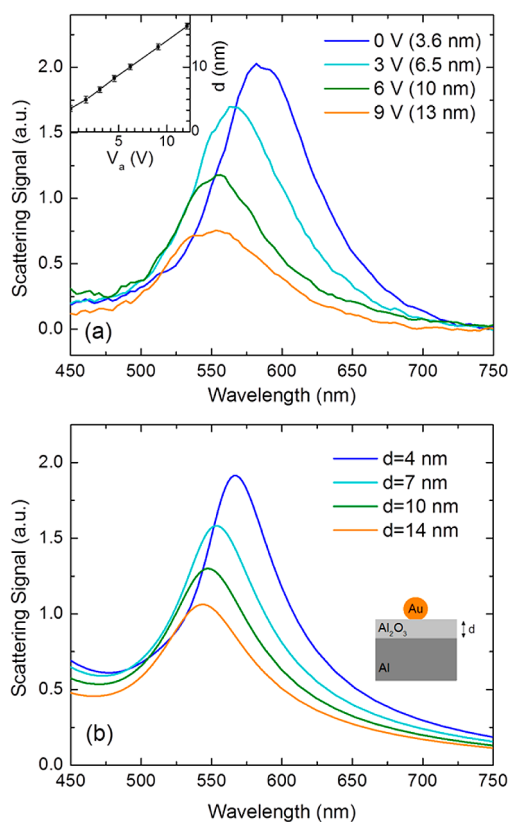 0 V (3.6 nm)
3 V (6.5 nm)
6 V (10 nm)
9 V (13 nm)
10
0
d (nm)
5 10
Vₐ (V)
2.0
1.5
1.0
0.5
0.0
Scattering Signal (a.u.)
(a)
450 500 550 600 650 700 750
Wavelength (nm)
d=4 nm
d=7 nm
d=10 nm
d=14 nm
2.0
1.5
1.0
0.5
0.0
Scattering Signal (a.u.)
Au
Al₂O₃
d
Al
(b)
450 500 550 600 650 700 750
Wavelength (nm)